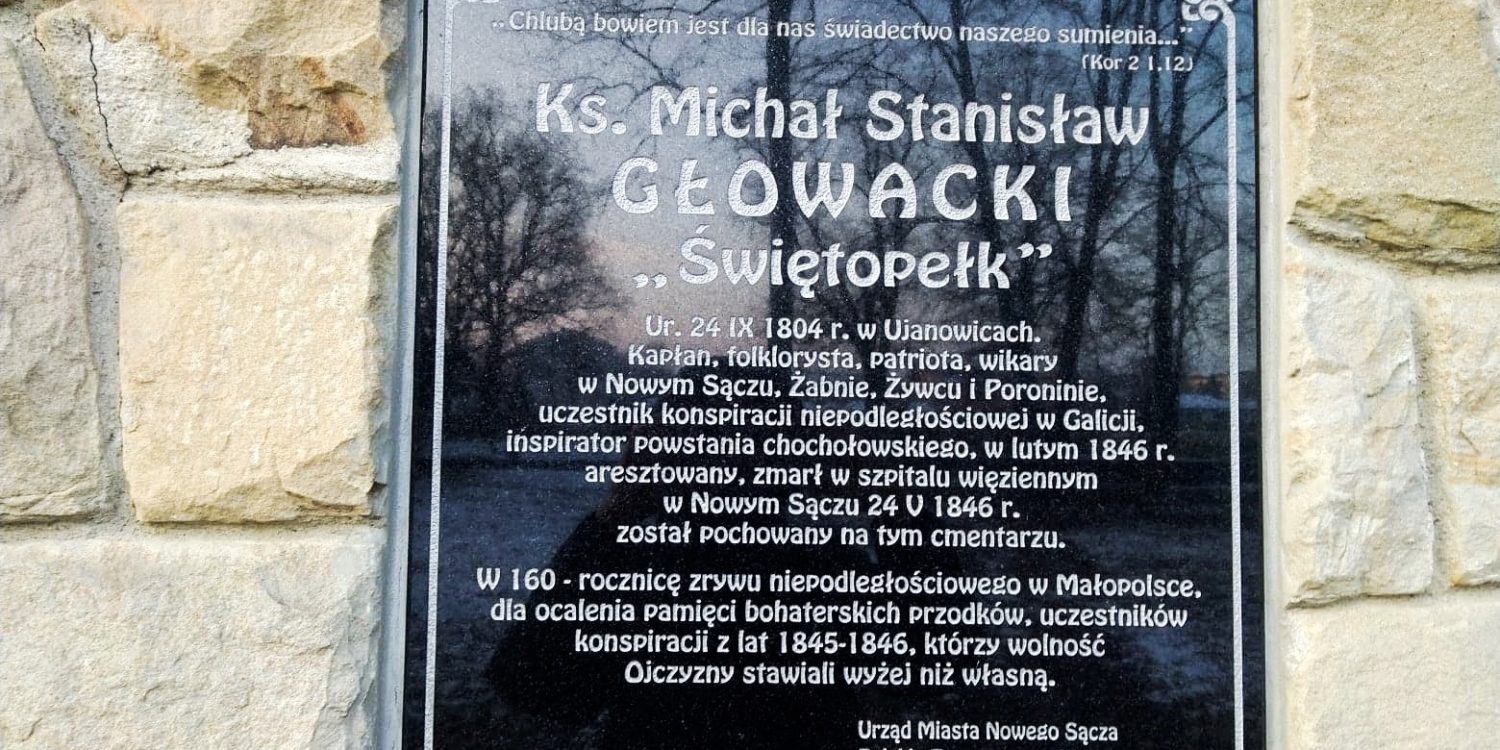 „Chlubą bowiem jest dla nas świadectwo naszego sumienia...”
(Kor 2 1,12)
Ks. Michał Stanisław
GŁOWACKI
„Świętopełk”
Ur. 24 IX 1804 r. w Ujanowicach.
Kapłan, folklorysta, patriota, wikary
w Nowym Sączu, Żabnie, Żywcu i Poroninie,
uczestnik konspiracji niepodległościowej w Galicji,
inspirator powstania chochołowskiego, w lutym 1846 r.
aresztowany, zmarł w szpitalu więziennym
w Nowym Sączu 24 V 1846 r.
został pochowany na tym cmentarzu.
W 160 - rocznicę zrywu niepodległościowego w Małopolsce,
dla ocalenia pamięci bohaterskich przodków, uczestników
konspiracji z lat 1845-1846, którzy wolność
Ojczyzny stawiali wyżej niż własną.
Urząd Miasta Nowego Sącza